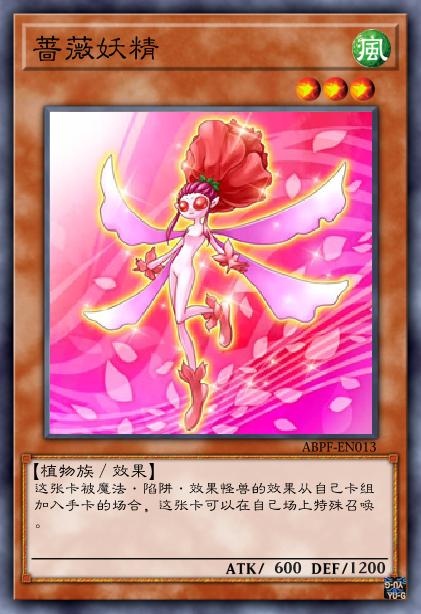 蔷薇妖精
風
ABPF-EN013
【植物族／效果】
这张卡被魔法·陷阱·效果怪兽的效果从自己卡组
加入手卡的场合，这张卡可以在自己场上特殊召唤
。
ATK/ 600 DEF/1200